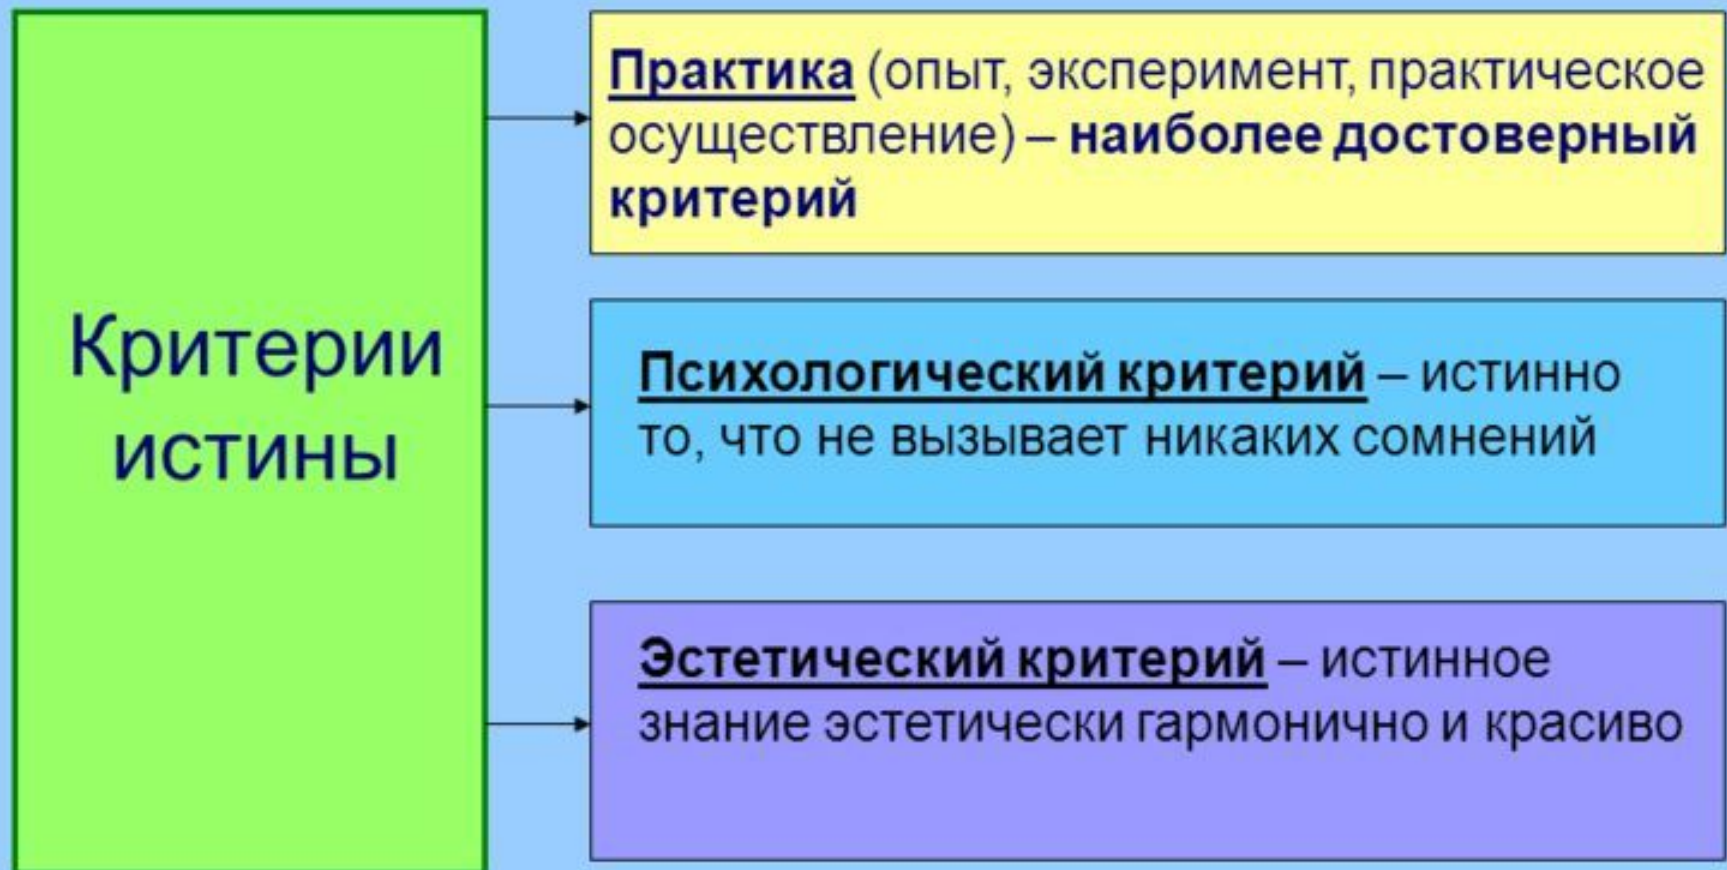 Критерии
истины
Практика (опыт, эксперимент, практическое
осуществление) – наиболее достоверный
критерий
Психологический критерий – истинно
то, что не вызывает никаких сомнений
Эстетический критерий – истинное
знание эстетически гармонично и красиво